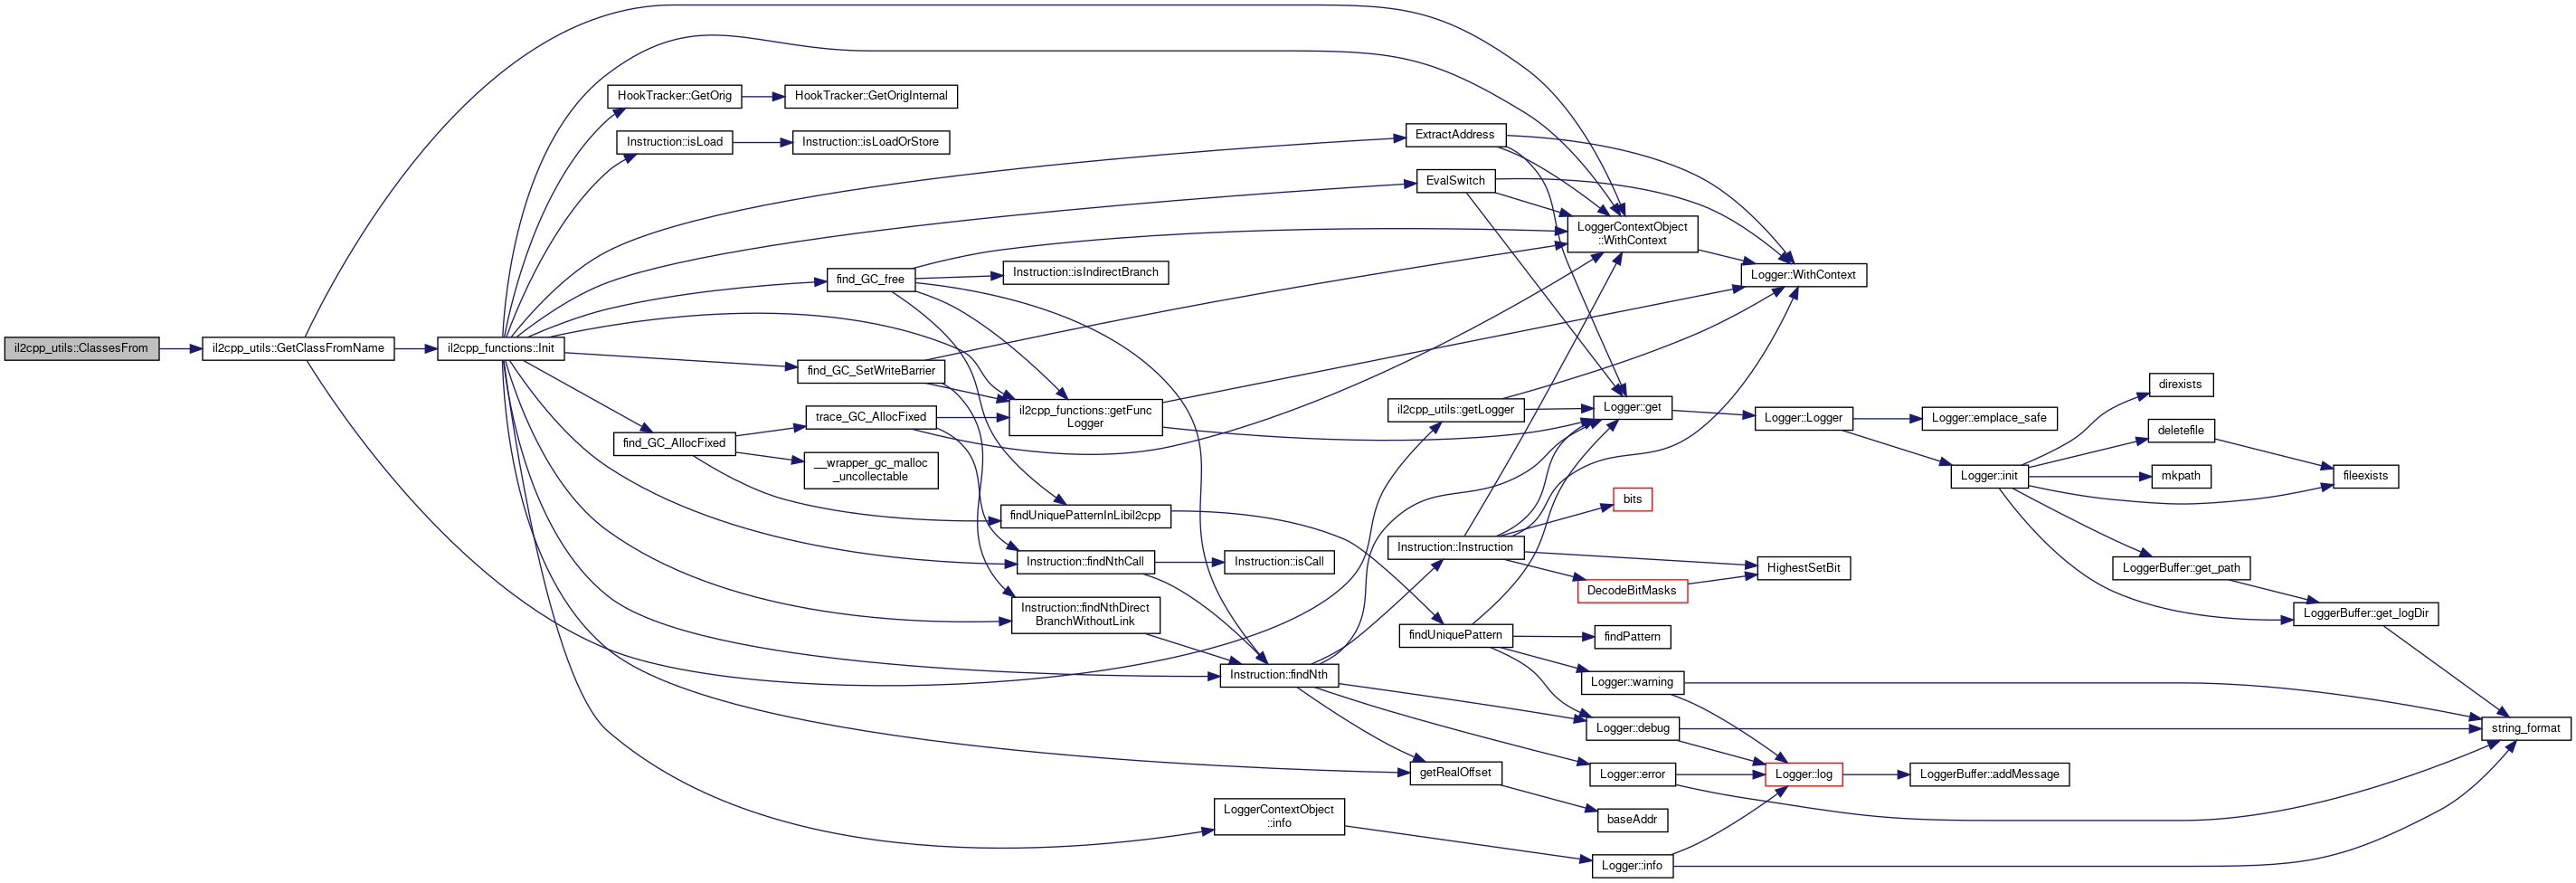 il2cpp_utils::ClassesFrom
il2cpp_utils::GetClassFromName
il2cpp_functions::Init
HookTracker::GetOrig
HookTracker::GetOrigInternal
Instruction::isLoad
Instruction::isLoadOrStore
find_GC_free
Instruction::isIndirectBranch
find_GC_SetWriteBarrier
trace_GC_AllocFixed
find_GC_AllocFixed
__wrapper_gc_malloc
_uncollectable
il2cpp_functions::getFunc
Logger
findUniquePatternInLibil2cpp
Instruction::findNthCall
Instruction::isCall
Instruction::findNthDirect
BranchWithoutLink
Instruction::findNth
LoggerContextObject
::info
ExtractAddress
EvalSwitch
LoggerContextObject
::WithContext
Logger::WithContext
il2cpp_utils::getLogger
Logger::get
Instruction::Instruction
bits
HighestSetBit
DecodeBitMasks
findUniquePattern
findPattern
Logger::warning
Logger::debug
getRealOffset
Logger::error
baseAddr
Logger::info
Logger::log
LoggerBuffer::addMessage
Logger::Logger
Logger::emplace_safe
Logger::init
direxists
deletefile
mkpath
fileexists
LoggerBuffer::get_path
LoggerBuffer::get_logDir
string_format